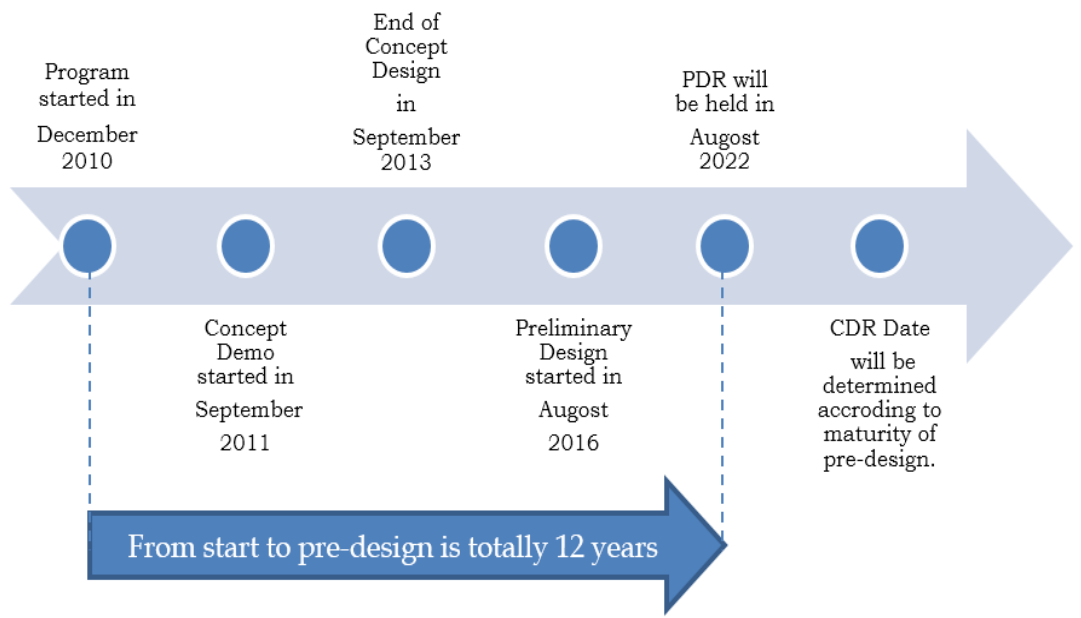 Program
started in
December
2010
Concept
Demo
started in
September
2011
End of
Concept
Design
in
September
2013
Preliminary
Design
started in
Augost
2016
PDR will
be held in
Augost
2022
CDR Date
will be
determined
accroding to
maturity of
pre-design.
From start to pre-design is totally 12 years